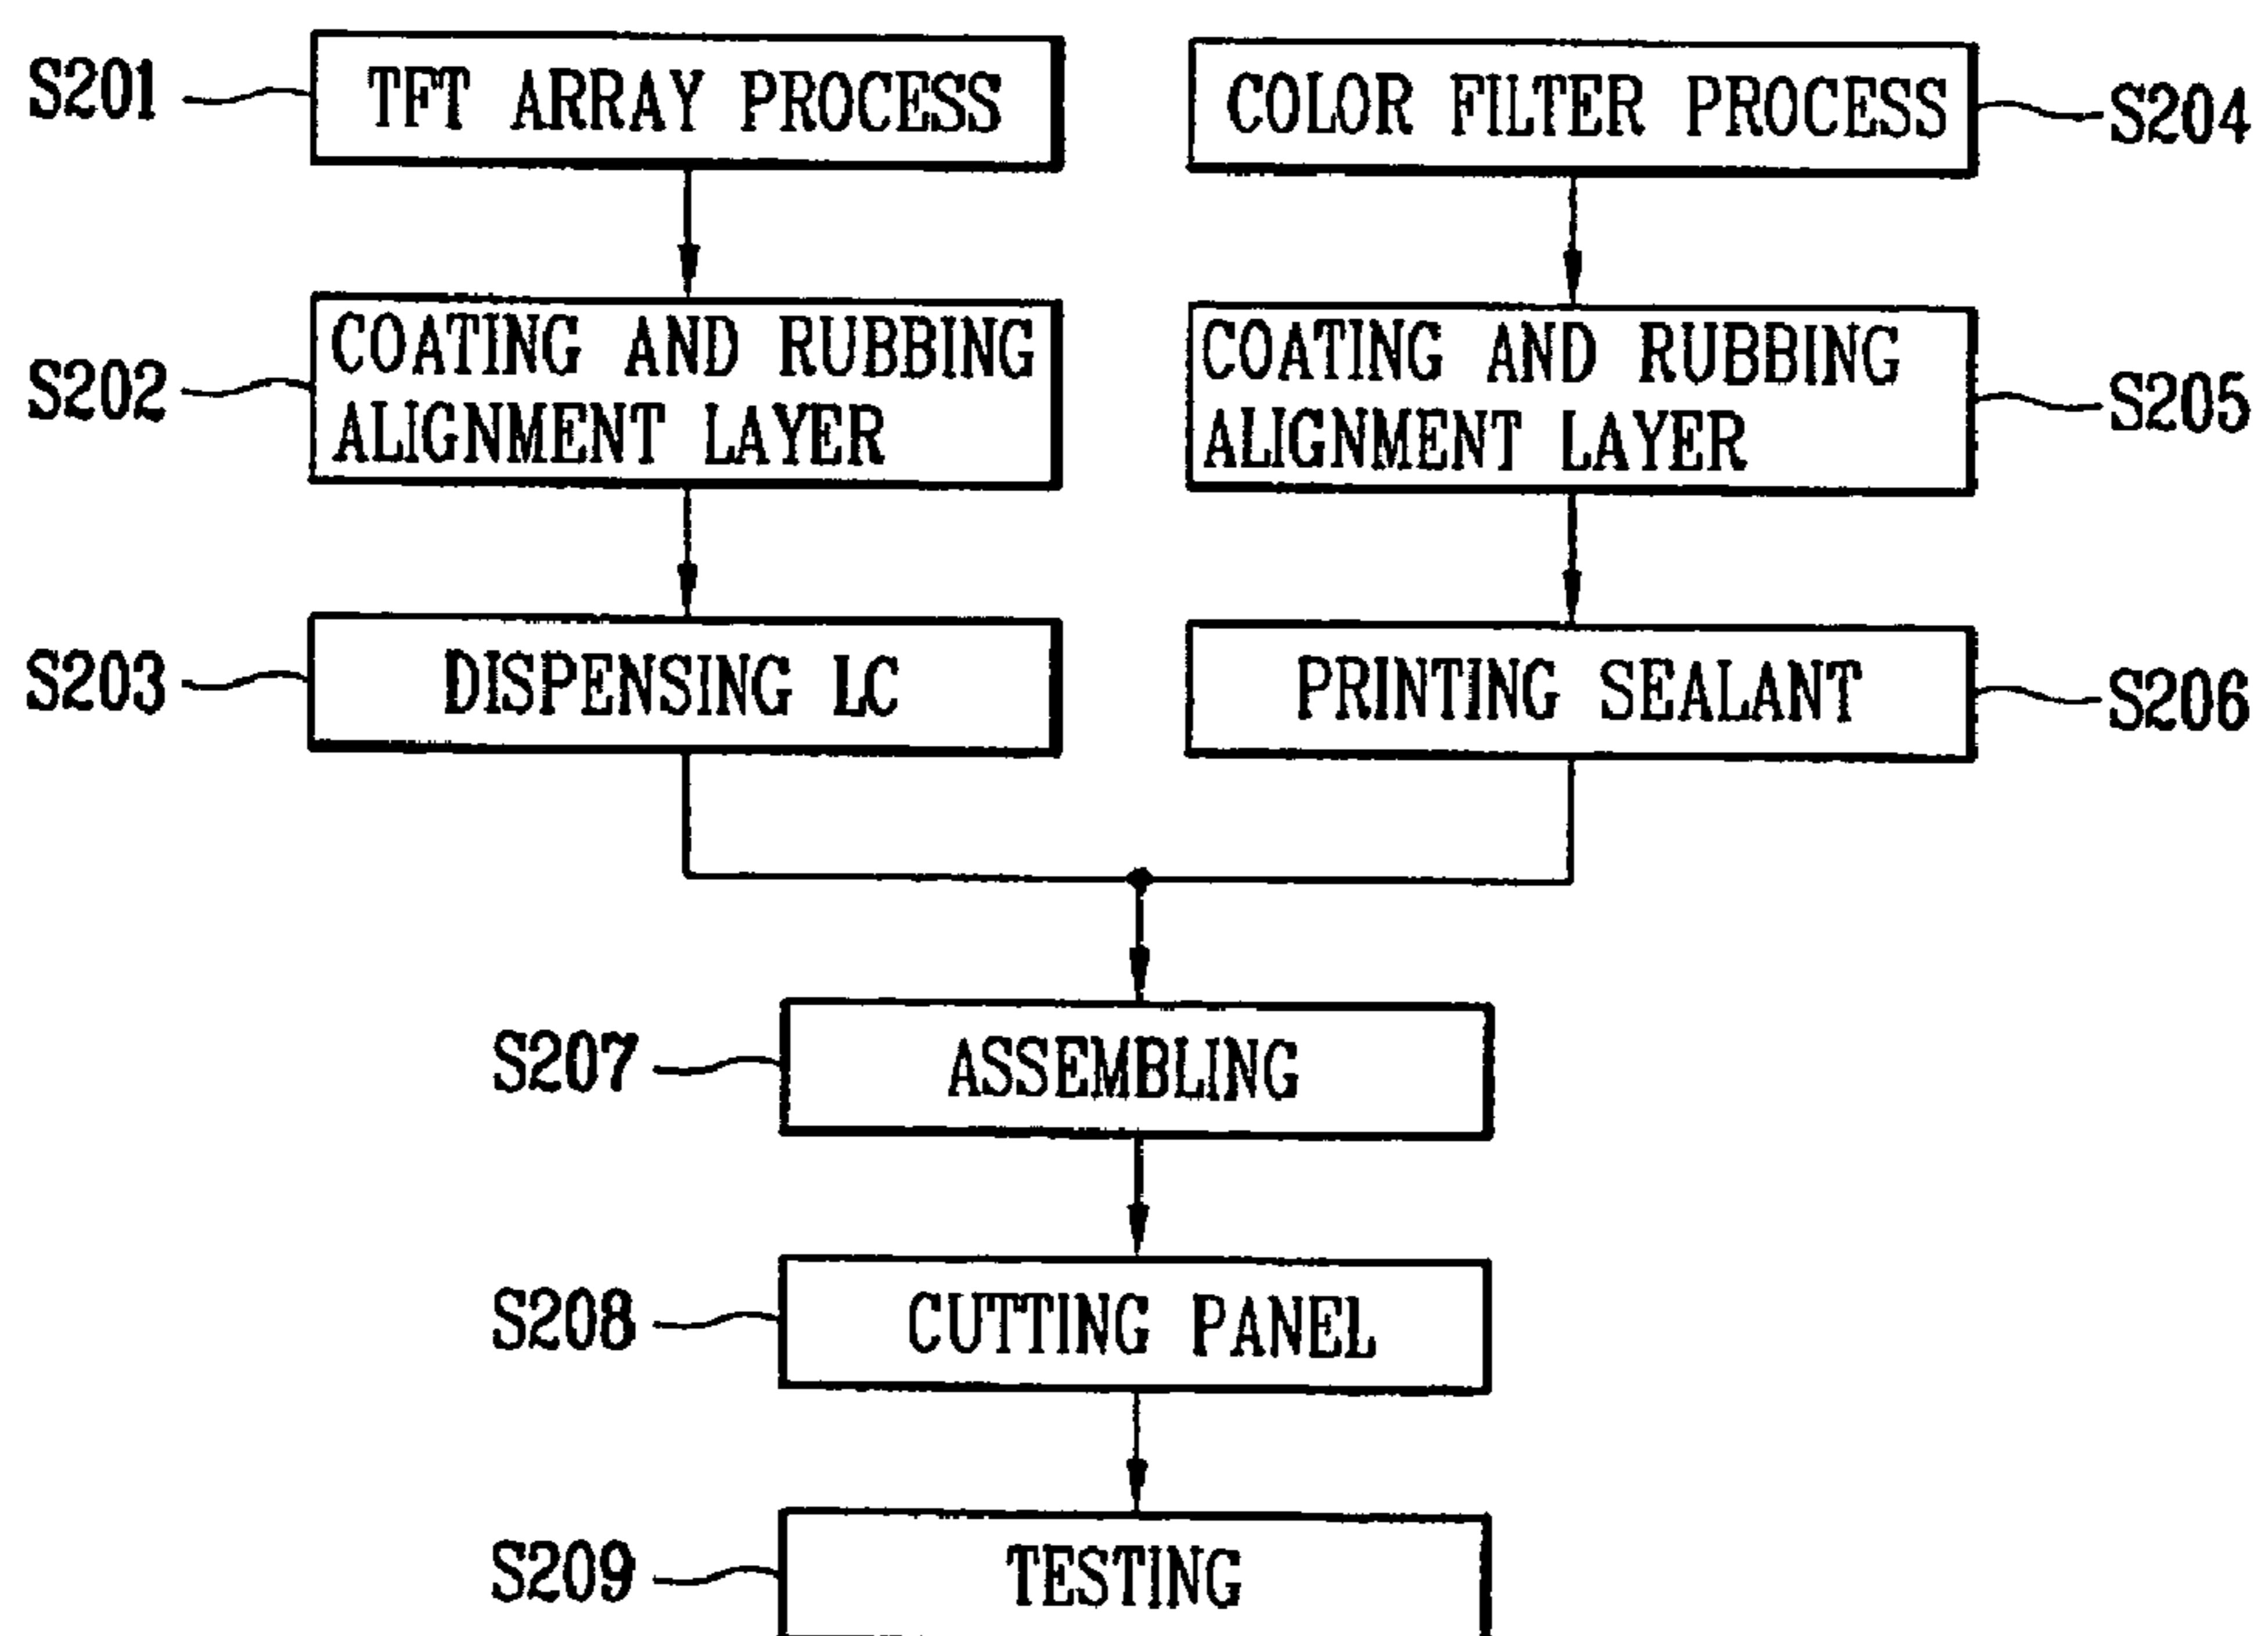 S201
TFT ARRAY PROCESS
COLOR FILTER PROCESS
S204
S202
COATING AND RUBBING
ALIGNMENT LAYER
COATING AND RUBBING
ALIGNMENT LAYER
S205
S203
DISPENSING LC
PRINTING SEALANT
S206
S207
ASSEMBLING
S208
CUTTING PANEL
S209
TESTING